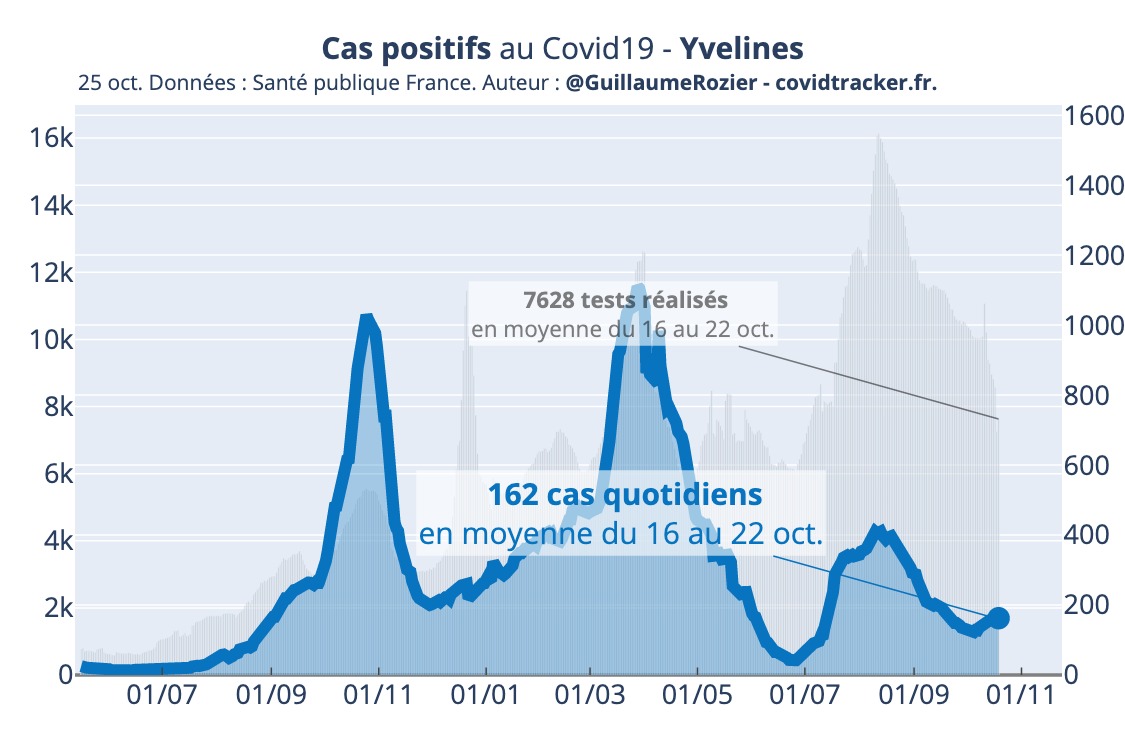 Cas positifs au Covid19 - Yvelines
25 oct. Données : Santé publique France. Auteur : @GuillaumeRozier - covidtracker.fr.
16k
14k
12k
10k
8k
6k
4k
2k
0
1600
1400
1200
1000
800
600
400
200
0
7628 tests réalisés
en moyenne du 16 au 22 oct.
162 cas quotidiens
en moyenne du 16 au 22 oct.
01/07 01/09 01/11 01/01 01/03 01/05 01/07 01/09 01/11